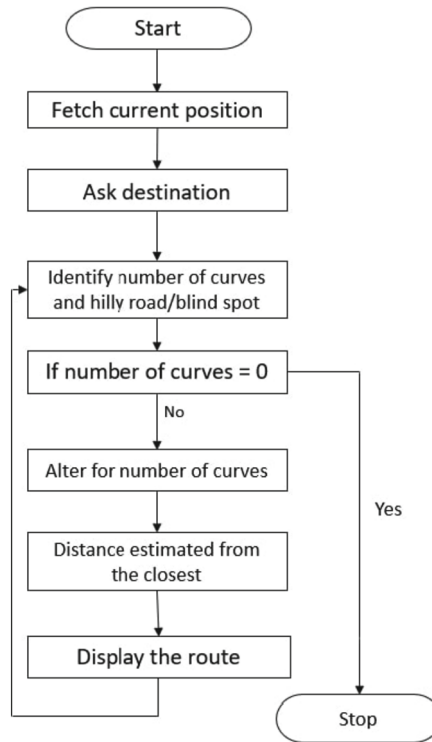 Start
Fetch current position
Ask destination
Identify number of curves
and hilly road/blind spot
If number of curves = 0
No
Alter for number of curves
Yes
Distance estimated from
the closest
Display the route
Stop